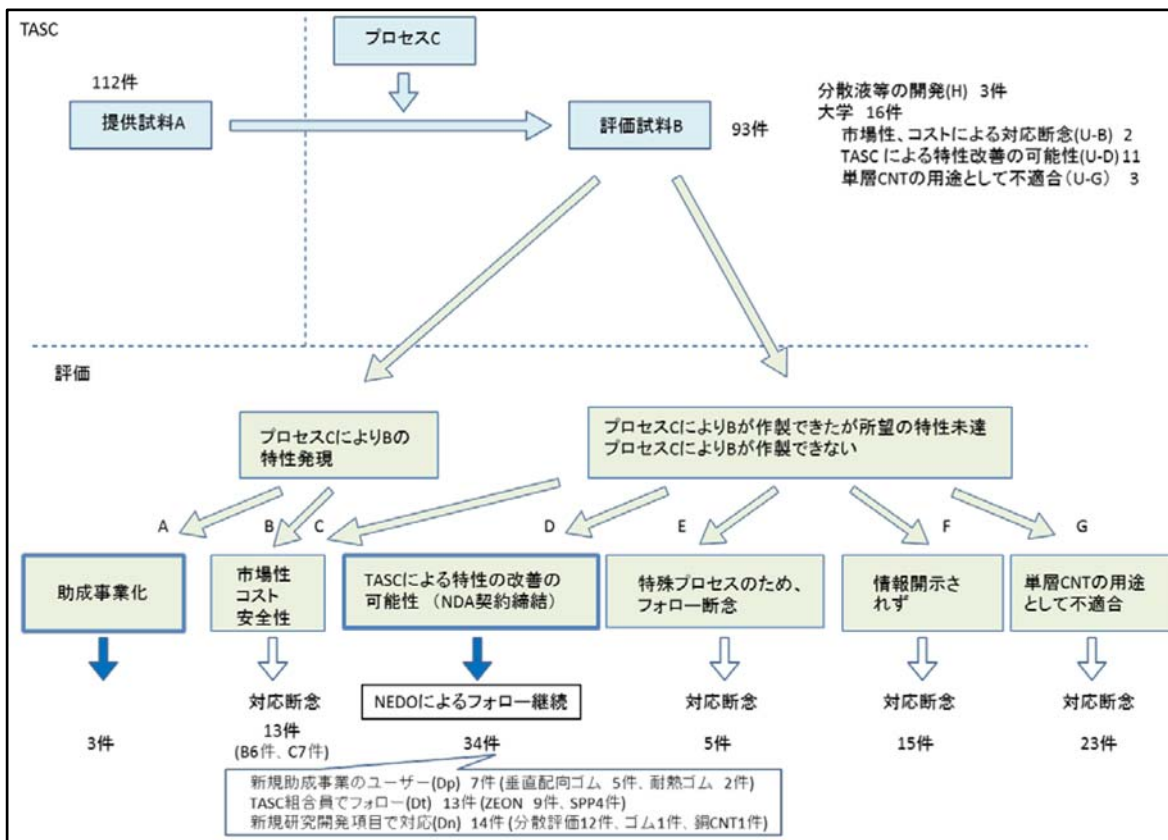 TASC
プロセスC
112件
提供試料A
評価試料B
93件
分散液等の開発(H) 3件
大学 16件
市場性、コストによる対応断念(U-B) 2
TASCによる特性改善の可能性(U-D) 11
単層CNTの用途として不適合(U-G) 3
評価
プロセスCによりBの
特性発現
プロセスCによりBが作製できたが所望の特性未達
プロセスCによりBが作製できない
A
B
C
D
E
F
G
助成事業化
市場性
コスト
安全性
TASCによる特性の改善の
可能性 (NDA契約締結)
特殊プロセスのため、
フォロー断念
情報開示さ
れず
単層CNTの用途
として不適合
対応断念
NEDOによるフォロー継続
対応断念
対応断念
対応断念
3件
13件
(B6件、C7件)
34件
5件
15件
23件
新規助成事業のユーザー(Dp) 7件 (垂直配向ゴム 5件、耐熱ゴム 2件)
TASC組合員でフォロー(Dt) 13件 (ZEON 9件、SPP4件)
新規研究開発項目で対応(Dn) 14件 (分散評価12件、ゴム1件、銅CNT1件)